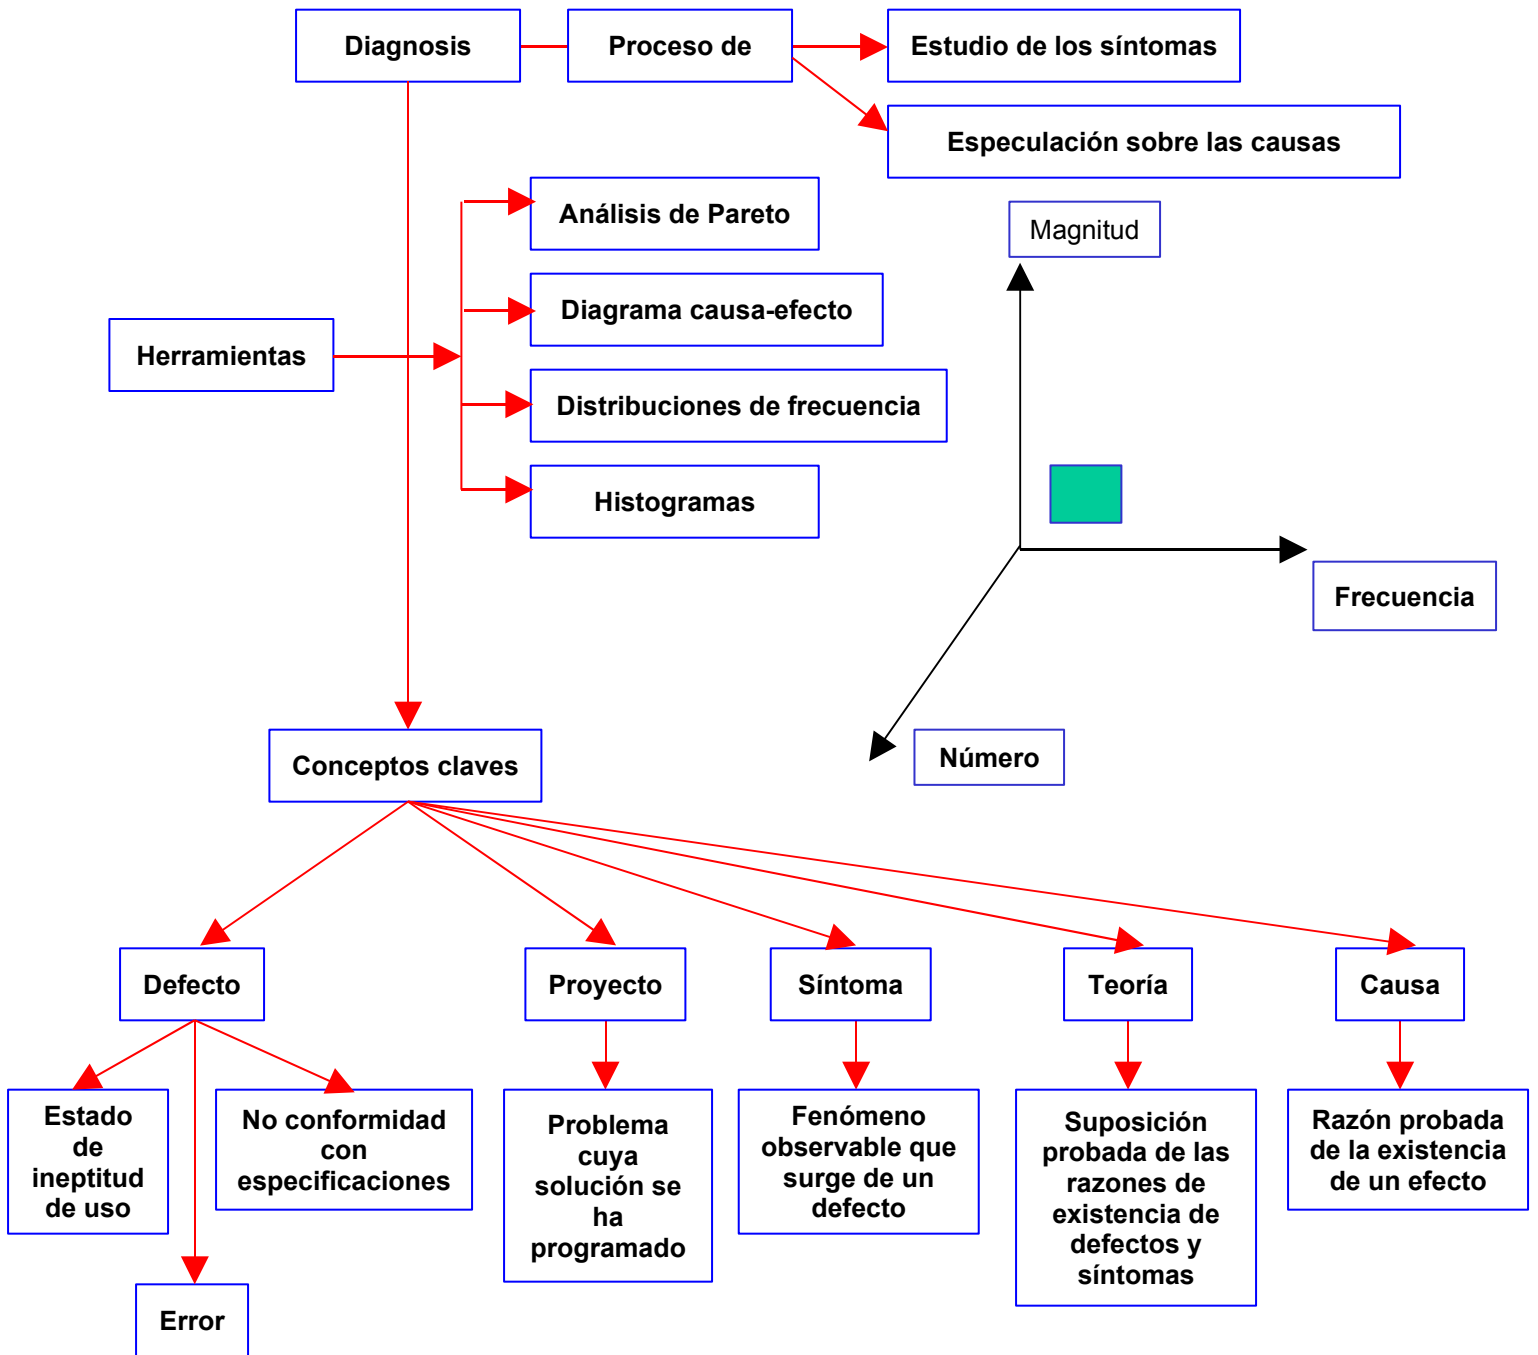 Diagnosis
Proceso de
Estudio de los síntomas
Especulación sobre las causas
Análisis de Pareto
Magnitud
Diagrama causa-efecto
Herramientas
Distribuciones de frecuencia
Histogramas
Frecuencia
Conceptos claves
Número
Defecto
Proyecto
Síntoma
Teoría
Causa
Estado
de
ineptitud
de uso
No conformidad
con
especificaciones
Problema
cuya
solución se
ha
programado
Fenómeno
observable que
surge de un
defecto
Suposición
probada de las
razones de
existencia de
defectos y
síntomas
Razón probada
de la existencia
de un efecto
Error